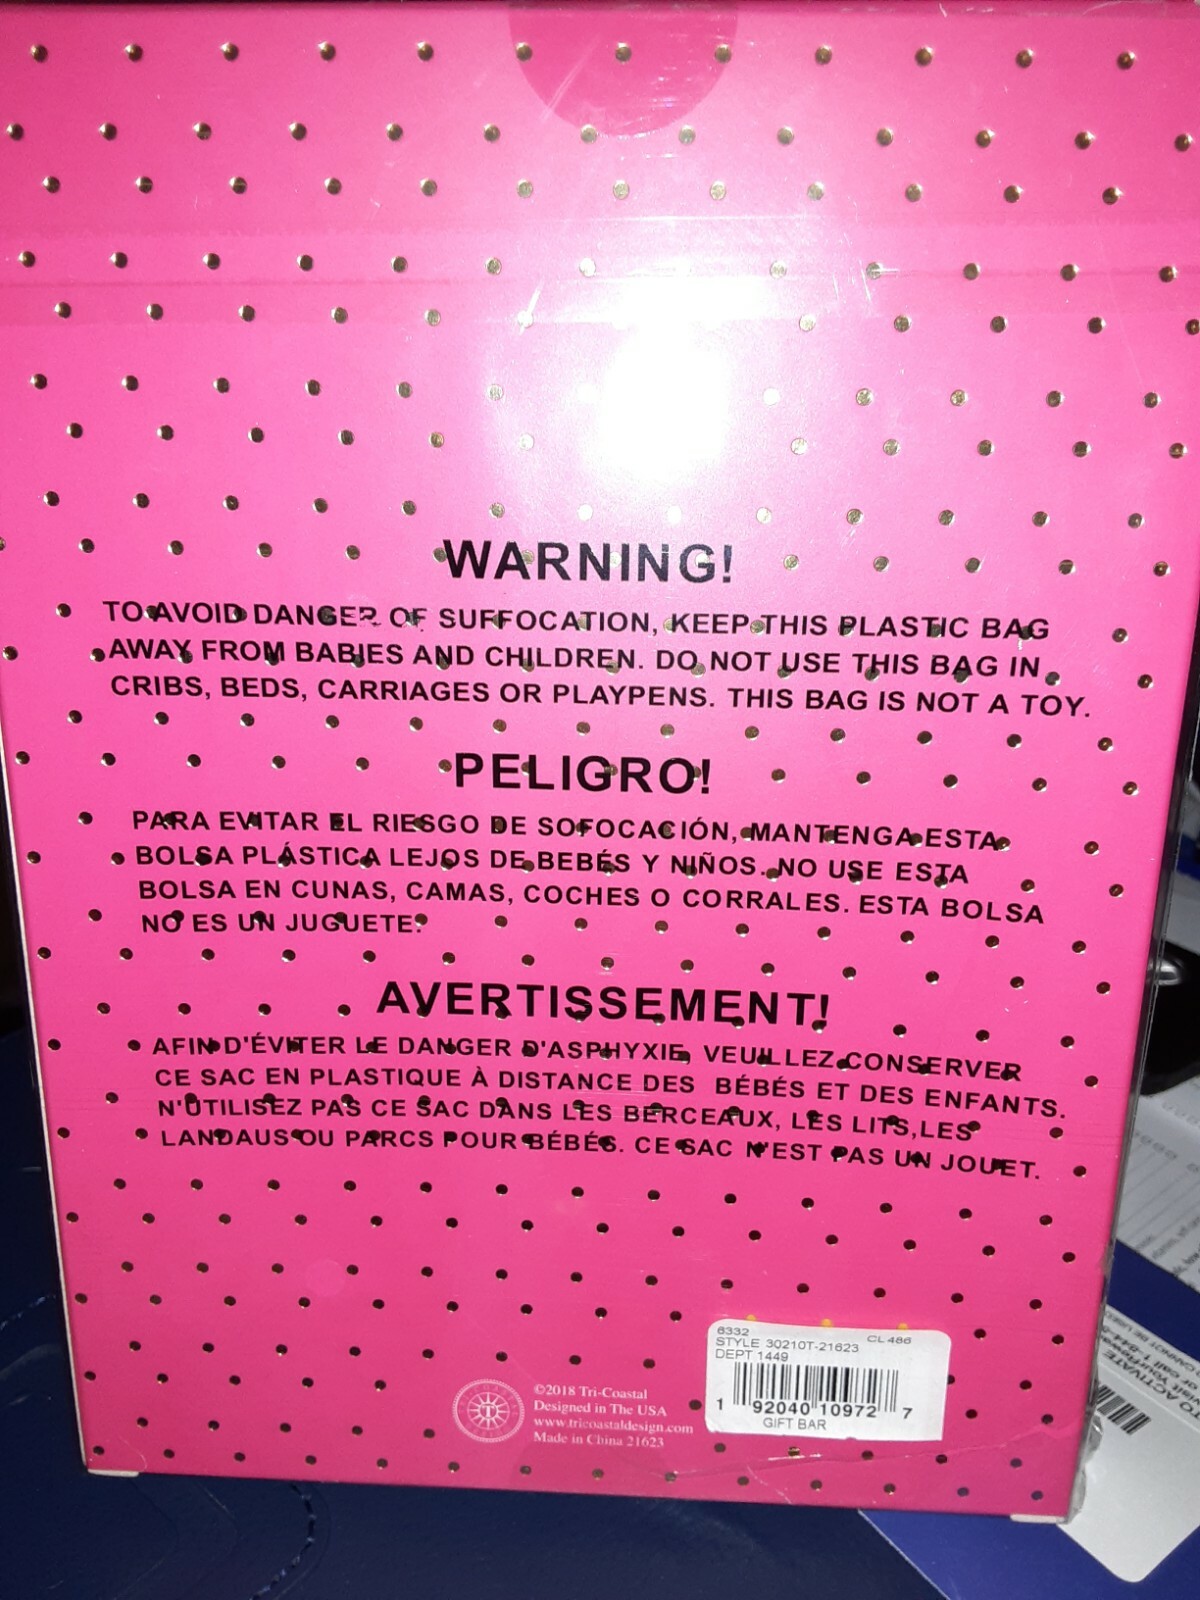 WARNING!
TO AVOID DANGER OF SUFFOCATION, KEEP THIS PLASTIC BAG
AWAY FROM BABIES AND CHILDREN. DO NOT USE THIS BAG IN
CRIBS, BEDS, CARRIAGES OR PLAYPENS. THIS BAG IS NOT A TOY.
PELIGRO!
PARA EVITAR EL RIESGO DE SOFOCACIÓN, MANTENGA ESTA
BOLSA PLÁSTICA LEJOS DE BEBÉS Y NIÑOS. NO USE ESTA
BOLSA EN CUNAS, CAMAS, COCHES O CORRALES. ESTA BOLSA
NO ES UN JUGUETE.
AVERTISSEMENT!
AFIN D'ÉVITER LE DANGER D'ASPHYXIE, VEUILLEZ CONSERVER
CE SAC EN PLASTIQUE À DISTANCE DES BÉBÉS ET DES ENFANTS.
N'UTILISEZ PAS CE SAC DANS LES BERCEAUX, LES LITS,LES
LANDAUS OU PARCS POUR BÉBÉS. CE SAC N'EST PAS UN JOUET.
6332 CL 486
STYLE 30210T-21623
DEPT 1449
1 92040 10972 7
GIFT BAR
©2018 Tri-Coastal
Designed in The USA
www.tricoastaldesign.com
Made in China 21623
T
TO ACTIVATE